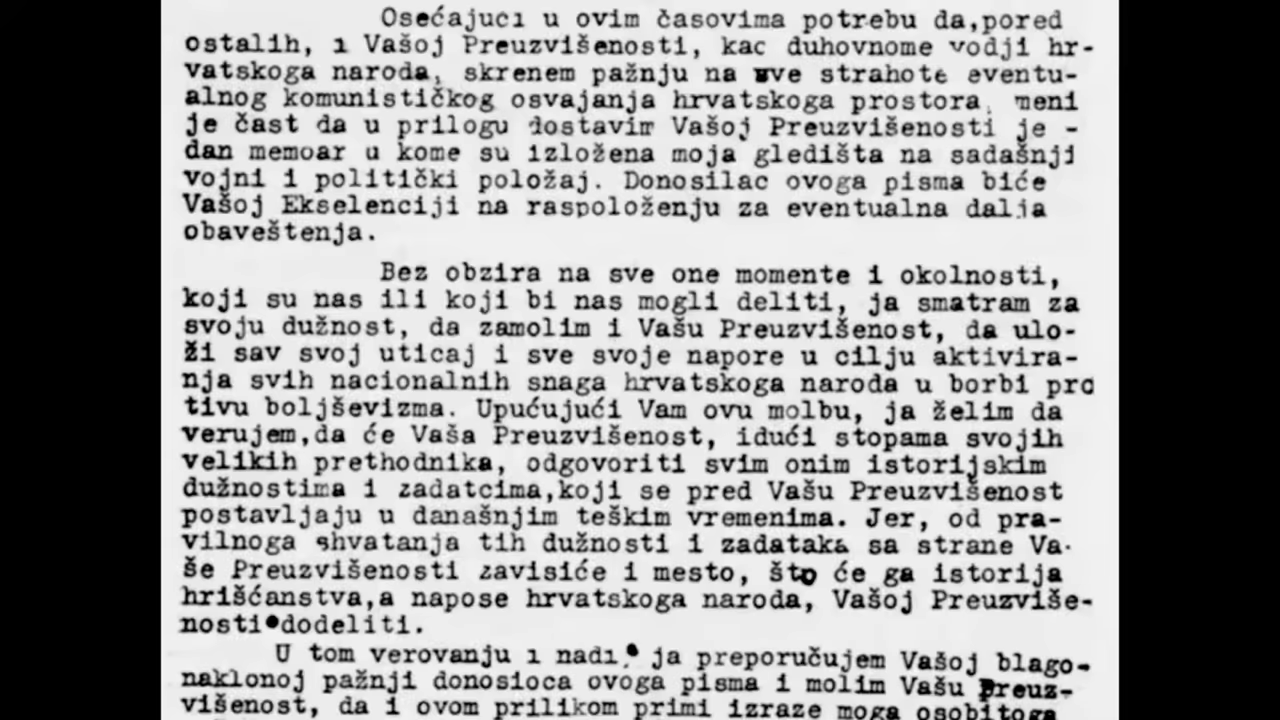 Osećajući u ovim časovima potrebu da,pored
ostalih, i Vašoj Preuzvišenosti, kao duhovnome vodji hr-
vatskoga naroda, skrenem pažnju na sve strahote eventu-
alnog komunističkog osvajanja hrvatskoga prostora, meni
je čast da u prilogu dostavim Vašoj Preuzvišenosti je -
dan memoar u kome su izložena moja gledišta na sadašnji
vojni i politički položaj. Donosilac ovoga pisma biće
Vašoj Ekselenciji na raspoloženju za eventualna dalja
obaveštenja.
Bez obzira na sve one momente i okolnosti,
koji su nas ili koji bi nas mogli deliti, ja smatram za
svoju dužnost, da zamolim i Vašu Preuzvišenost, da ulo-
ži sav svoj uticaj i sve svoje napore u cilju aktivira-
nja svih nacionalnih snaga hrvatskoga naroda u borbi pro
tivu boljševizma. Upućujući Vam ovu molbu, ja želim da
verujem,da će Vaša Preuzvišenost, idući stopama svojih
velikih prethodnika, odgovoriti svim onim istorijskim
dužnostima i zadatcima,koji se pred Vašu Preuzvišenost
postavljaju u današnjim teškim vremenima. Jer, od pra-
vilnoga shvatanja tih dužnosti i zadataka sa strane Va-
še Preuzvišenosti zavisiće i mesto, što će ga istorija
hrišćanstva,a napose hrvatskoga naroda, Vašoj Preuzviše-
nosti dodeliti.
U tom verovanju i nadi, ja preporučujem Vašoj blago-
naklonoj pažnji donosioca ovoga pisma i molim Vašu Preuz-
višenost, da i ovom prilikom primi izraze moga osobitoga